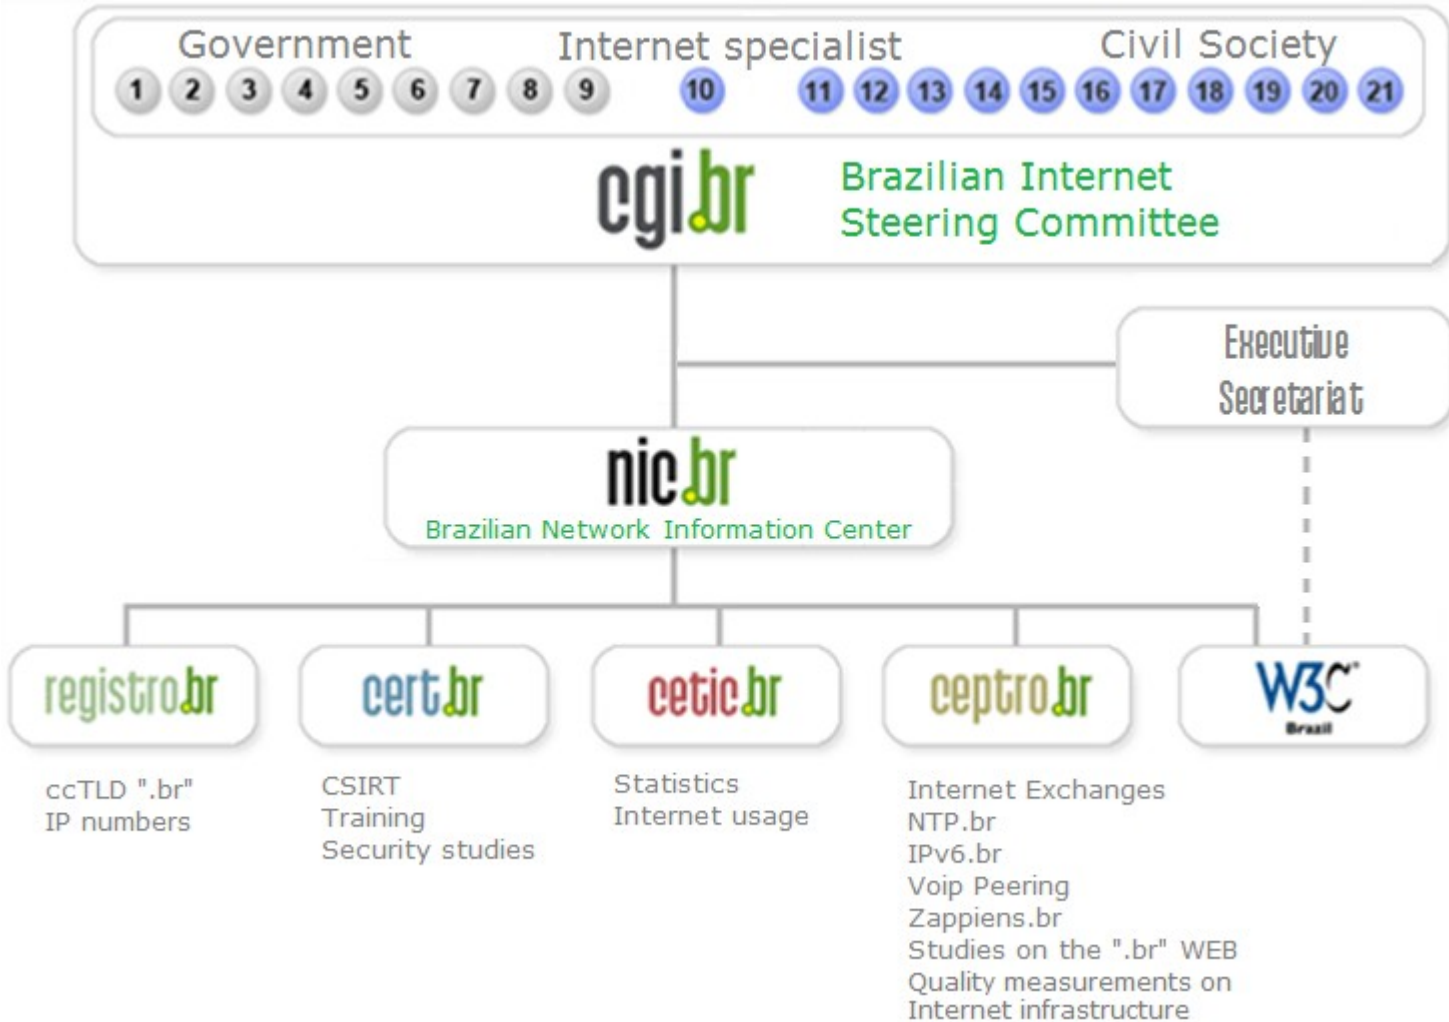 Government Internet specialist Civil Society
1 2 3 4 5 6 7 8 9 10 11 12 13 14 15 16 17 18 19 20 21
cgi.br
Brazilian Internet
Steering Committee
Executive
Secretariat
nic.br
Brazilian Network Information Center
registro.br
ccTLD ".br"
IP numbers
cert.br
CSIRT
Training
Security studies
cetic.br
Statistics
Internet usage
ceptro.br
Internet Exchanges
NTP.br
IPv6.br
Voip Peering
Zappiens.br
Studies on the ".br" WEB
Quality measurements on
Internet infrastructure
W3C
Brazil